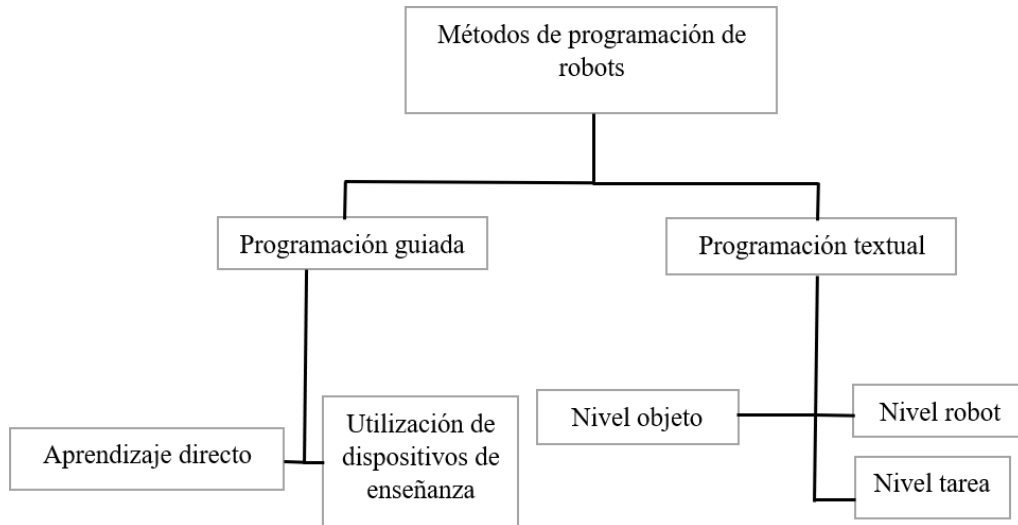 Métodos de programación de
robots
Programación guiada
Programación textual
Aprendizaje directo
Utilización de
dispositivos de
enseñanza
Nivel objeto
Nivel robot
Nivel tarea